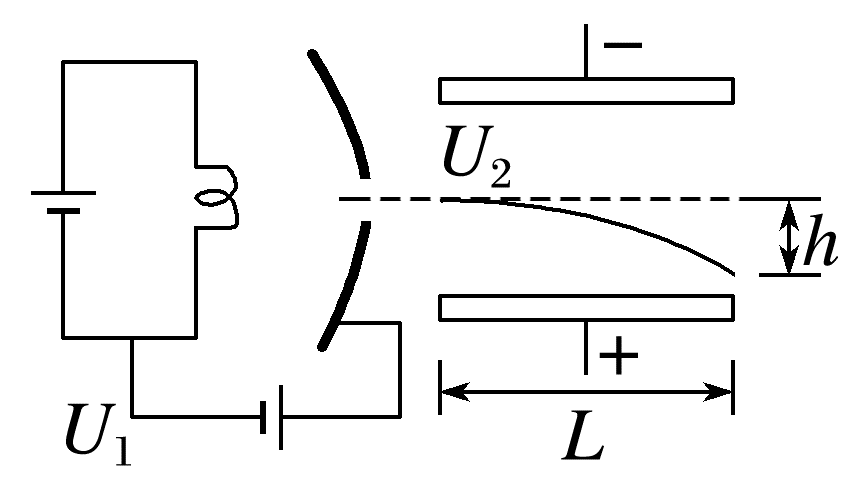 −
U₂
h
+
U₁
L